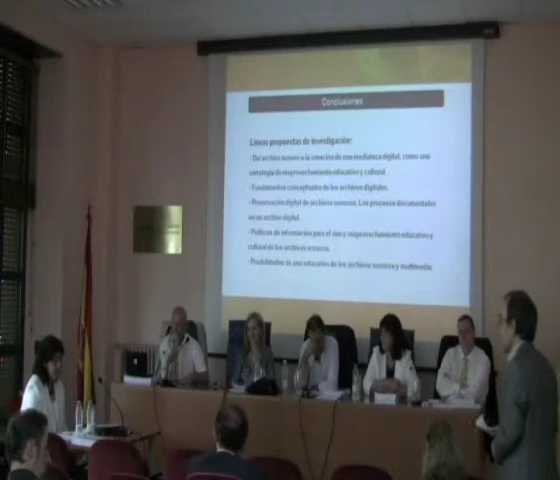 Conclusiones
Líneas propuestas de investigación:
· Del archivo sonoro a la creación de una mediateca digital, como una
estrategia de reaprovechamiento educativo y cultural.
· Fundamentos conceptuales de los archivos digitales.
· Preservación digital de archivos sonoros. Los procesos documentales
en un archivo digital.
· Políticas de información para el uso y reaprovechamiento educativo y
cultural de los archivos sonoros.
· Posibilidades de uso educativo de los archivos sonoros y multimedia.